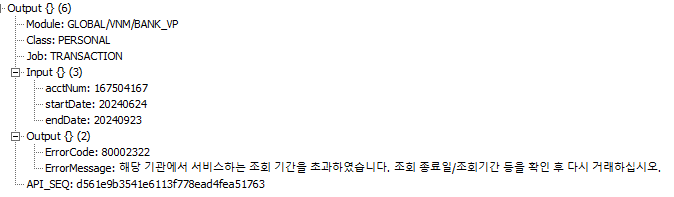 Output {} (6)
Module: GLOBAL/VNM/BANK_VP
Class: PERSONAL
Job: TRANSACTION
Input {} (3)
acctNum: 167504167
startDate: 20240624
endDate: 20240923
Output {} (2)
ErrorCode: 80002322
ErrorMessage: 해당 기관에서 서비스하는 조회 기간을 초과하였습니다. 조회 종료일/조회기간 등을 확인 후 다시 거래하십시오.
API_SEQ: d561e9b3541e6113f778ead4fea51763